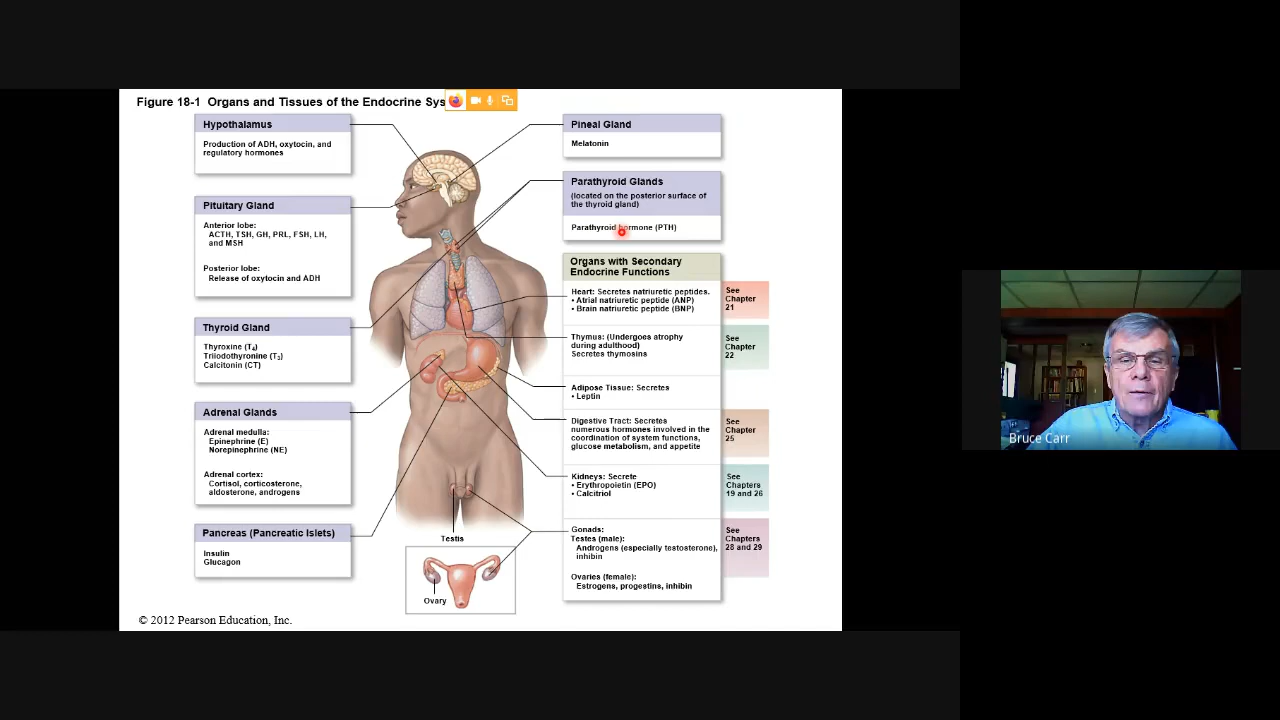 Figure 18-1 Organs and Tissues of the Endocrine Sys
Hypothalamus
Production of ADH, oxytocin, and
regulatory hormones
Pituitary Gland
Anterior lobe:
ACTH, TSH, GH, PRL, FSH, LH,
and MSH
Posterior lobe:
Release of oxytocin and ADH
Thyroid Gland
Thyroxine (T₄)
Triiodothyronine (T₃)
Calcitonin (CT)
Adrenal Glands
Adrenal medulla:
Epinephrine (E)
Norepinephrine (NE)
Adrenal cortex:
Cortisol, corticosterone,
aldosterone, androgens
Pancreas (Pancreatic Islets)
Insulin
Glucagon
Testis
Ovary
Pineal Gland
Melatonin
Parathyroid Glands
(located on the posterior surface of
the thyroid gland)
Parathyroid hormone (PTH)
Organs with Secondary
Endocrine Functions
Heart: Secretes natriuretic peptides.
• Atrial natriuretic peptide (ANP)
• Brain natriuretic peptide (BNP)
See
Chapter
21
Thymus: (Undergoes atrophy
during adulthood)
Secretes thymosins
See
Chapter
22
Adipose Tissue: Secretes
• Leptin
Digestive Tract: Secretes
numerous hormones involved in the
coordination of system functions,
glucose metabolism, and appetite
See
Chapter
25
Kidneys: Secrete
• Erythropoietin (EPO)
• Calcitriol
See
Chapters
19 and 26
Gonads:
Testes (male):
Androgens (especially testosterone),
inhibin
Ovaries (female):
Estrogens, progestins, inhibin
See
Chapters
28 and 29
© 2012 Pearson Education, Inc.
Bruce Carr